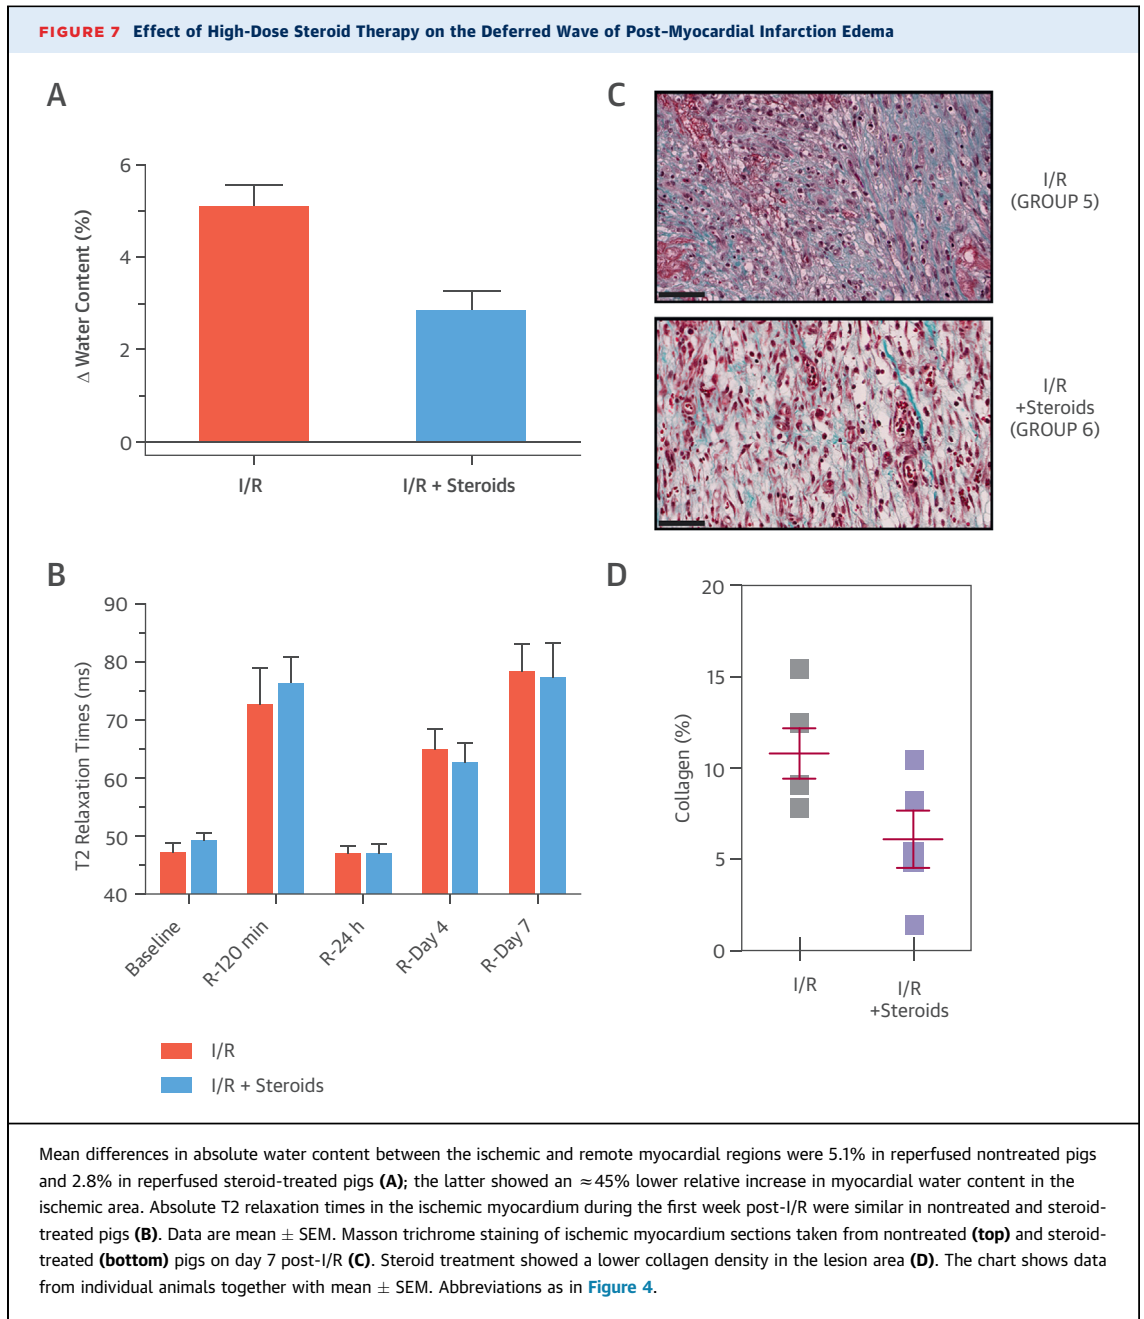 FIGURE 7 Effect of High-Dose Steroid Therapy on the Deferred Wave of Post-Myocardial Infarction Edema
A
Δ Water Content (%)
6
4
2
0
I/R
I/R + Steroids
C
I/R
(GROUP 5)
I/R
+Steroids
(GROUP 6)
B
T2 Relaxation Times (ms)
90
80
70
60
50
40
Baseline
R-120 min
R-24 h
R-Day 4
R-Day 7
I/R
I/R + Steroids
D
Collagen (%)
20
15
10
5
0
I/R
I/R
+Steroids
Mean differences in absolute water content between the ischemic and remote myocardial regions were 5.1% in reperfused nontreated pigs
and 2.8% in reperfused steroid-treated pigs (A); the latter showed an ≈45% lower relative increase in myocardial water content in the
ischemic area. Absolute T2 relaxation times in the ischemic myocardium during the first week post-I/R were similar in nontreated and steroid-
treated pigs (B). Data are mean ± SEM. Masson trichrome staining of ischemic myocardium sections taken from nontreated (top) and steroid-
treated (bottom) pigs on day 7 post-I/R (C). Steroid treatment showed a lower collagen density in the lesion area (D). The chart shows data
from individual animals together with mean ± SEM. Abbreviations as in Figure 4.